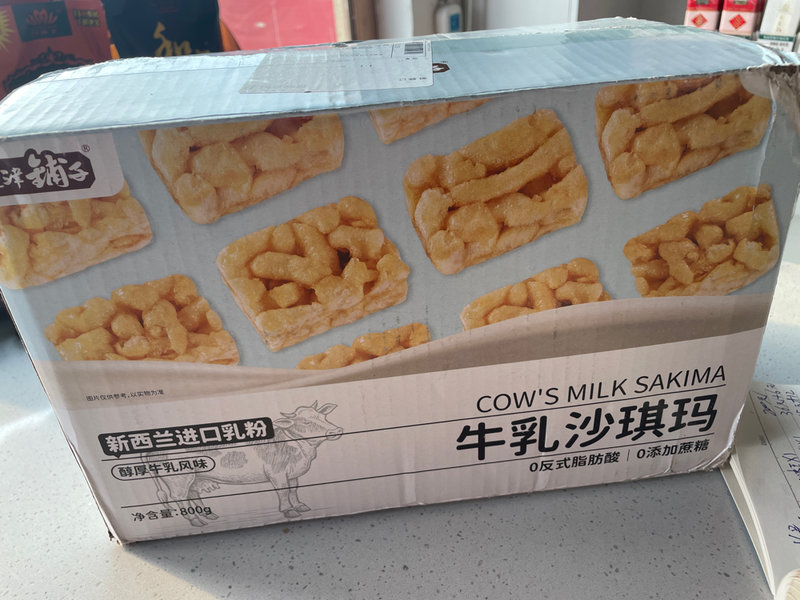 铺子®
图片仅供参考,以实物为准
COW'S MILK SAKIMA
牛乳沙琪玛
0反式脂肪酸｜0添加蔗糖
新西兰进口乳粉
醇厚牛乳风味
净含量:800g